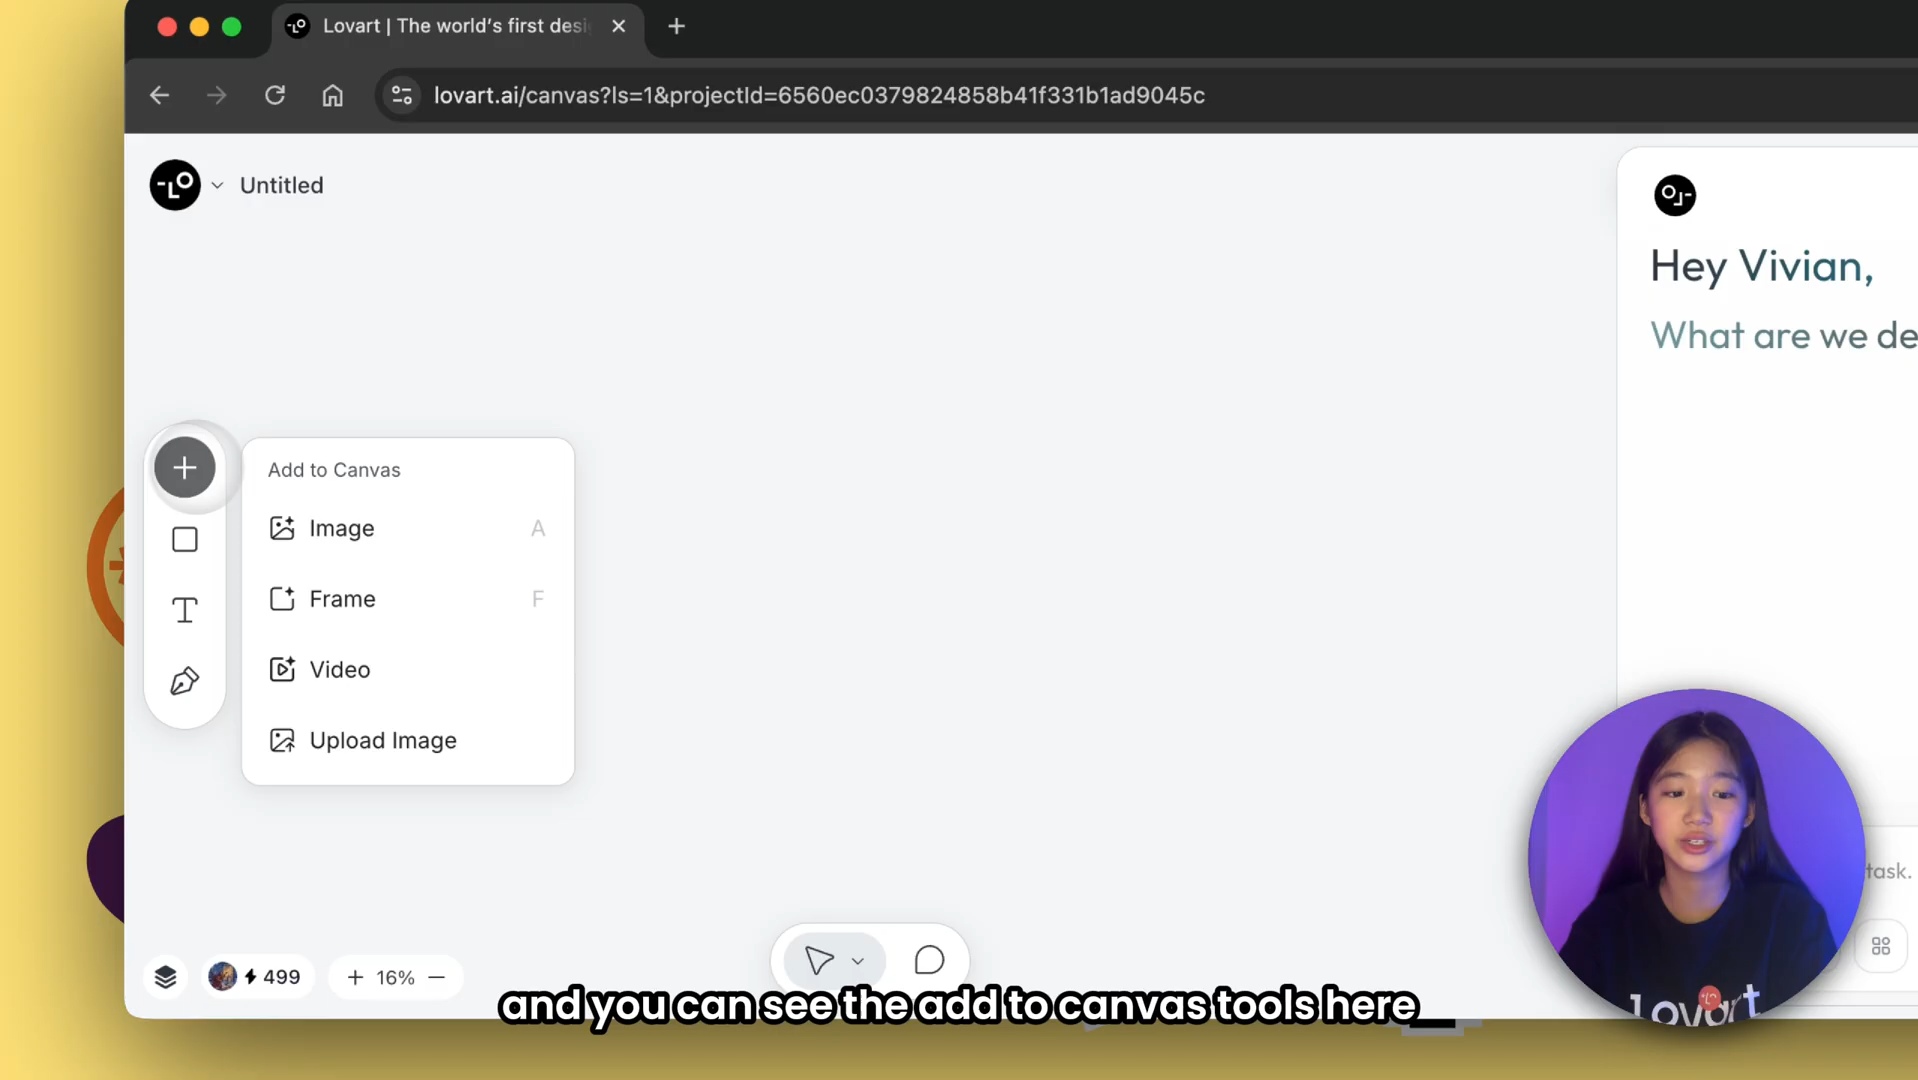 Lovart | The world's first desi
lovart.ai/canvas?ls=1&projectId=6560ec0379824858b41f331b1ad9045c
Untitled
Hey Vivian,
What are we de
Add to Canvas
Image A
Frame F
Video
Upload Image
T
task.
499
16%
Lovart
and you can see the add to canvas tools here